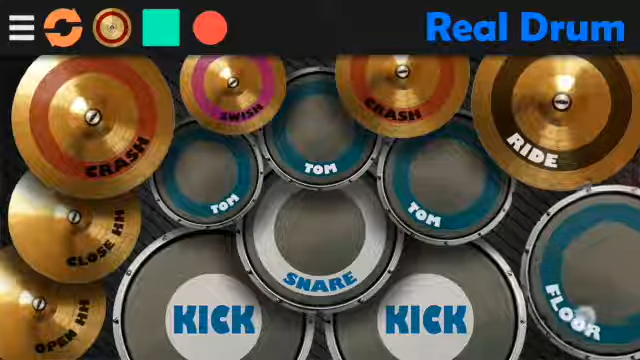 Real Drum
CRASH
SWISH
CRASH
RIDE
TOM
TOM
TOM
CLOSE HH
SNARE
OPEN HH
KICK
KICK
FLOOR